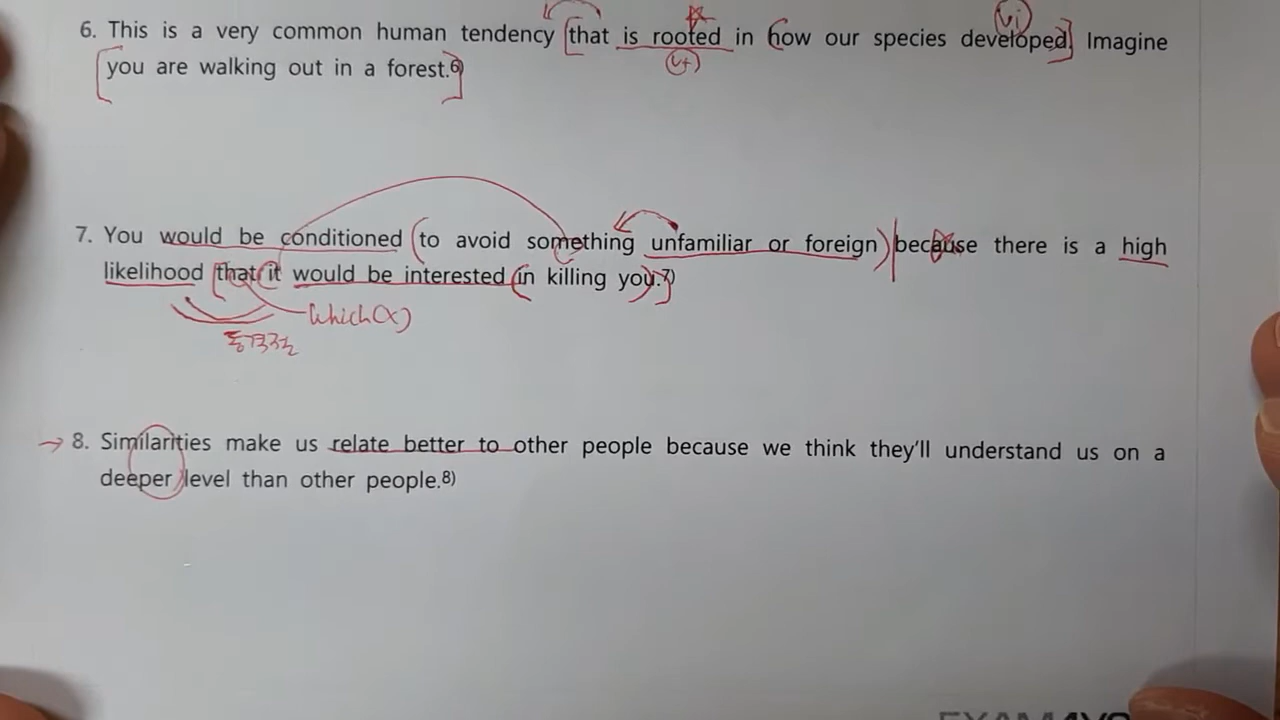 vi
6. This is a very common human tendency that is rooted in how our species developed. Imagine
vt
you are walking out in a forest.6)
7. You would be conditioned to avoid something unfamiliar or foreign because there is a high
likelihood that it would be interested in killing you.7)
which(x)
동격절
8. Similarities make us relate better to other people because we think they'll understand us on a
deeper level than other people.8)